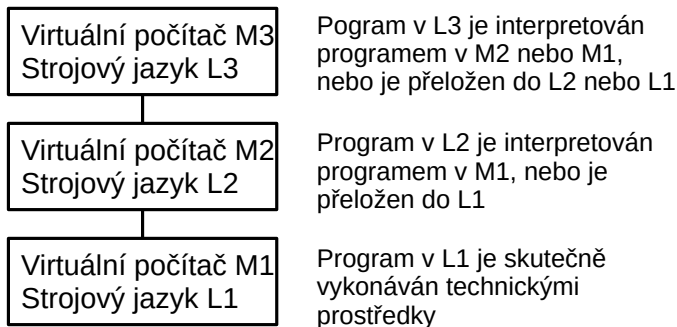 Virtuální počítač M3
Strojový jazyk L3
Pogram v L3 je interpretován
programem v M2 nebo M1,
nebo je přeložen do L2 nebo L1
Virtuální počítač M2
Strojový jazyk L2
Program v L2 je interpretován
programem v M1, nebo je
přeložen do L1
Virtuální počítač M1
Strojový jazyk L1
Program v L1 je skutečně
vykonáván technickými
prostředky